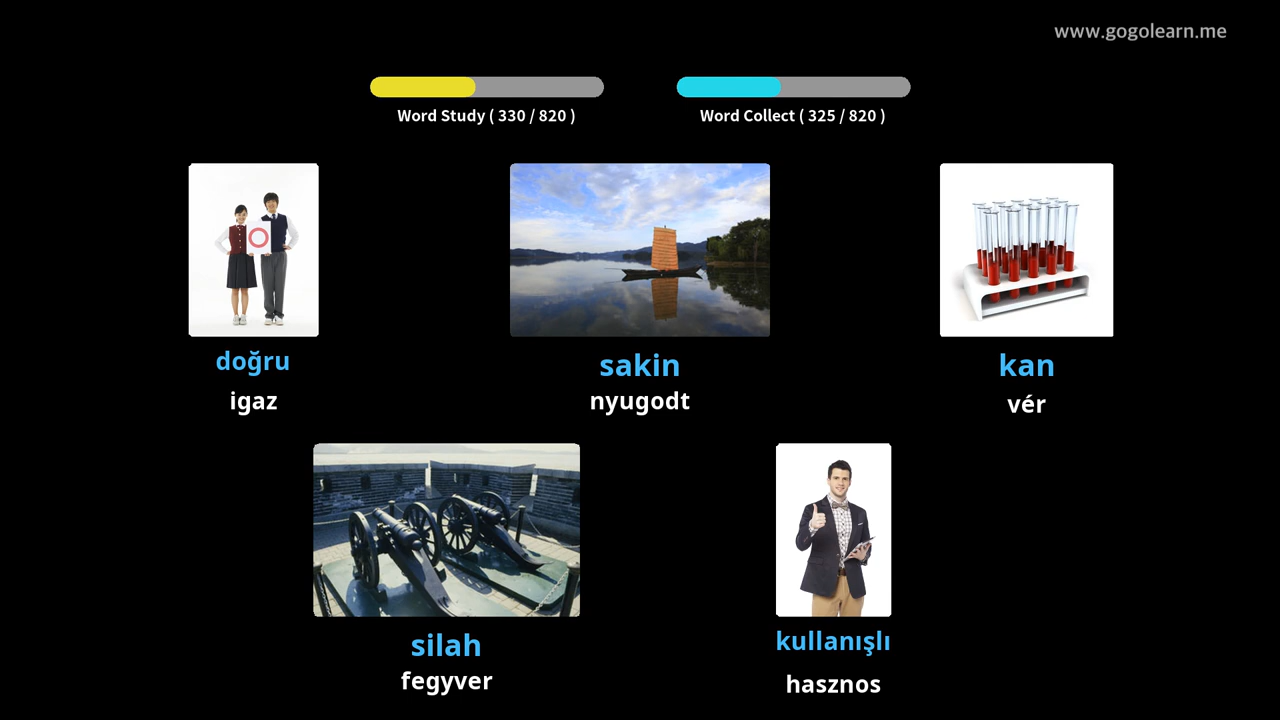 www.gogolearn.me
Word Study ( 330 / 820 )
Word Collect ( 325 / 820 )
doğru
igaz
sakin
nyugodt
kan
vér
silah
fegyver
kullanışlı
hasznos